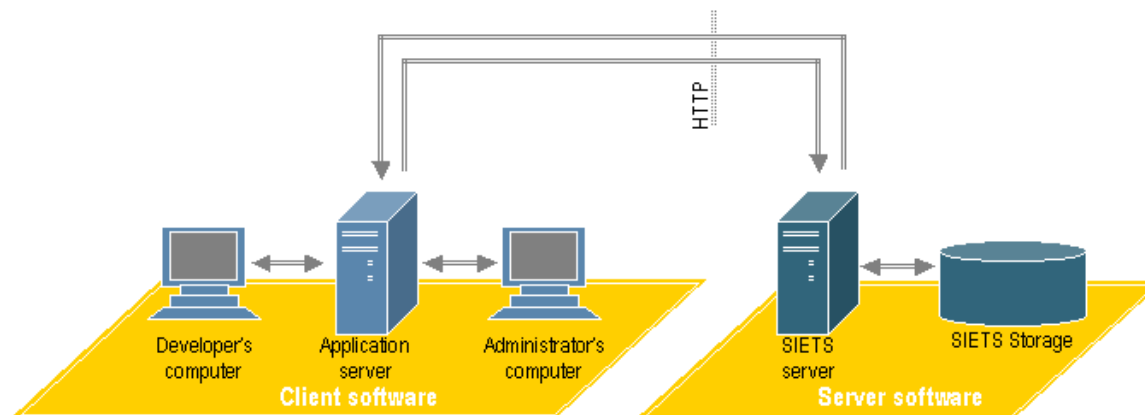 HTTP
Developer's
computer
Application
server
Administrator's
computer
Client software
SIETS
server
SIETS Storage
Server software